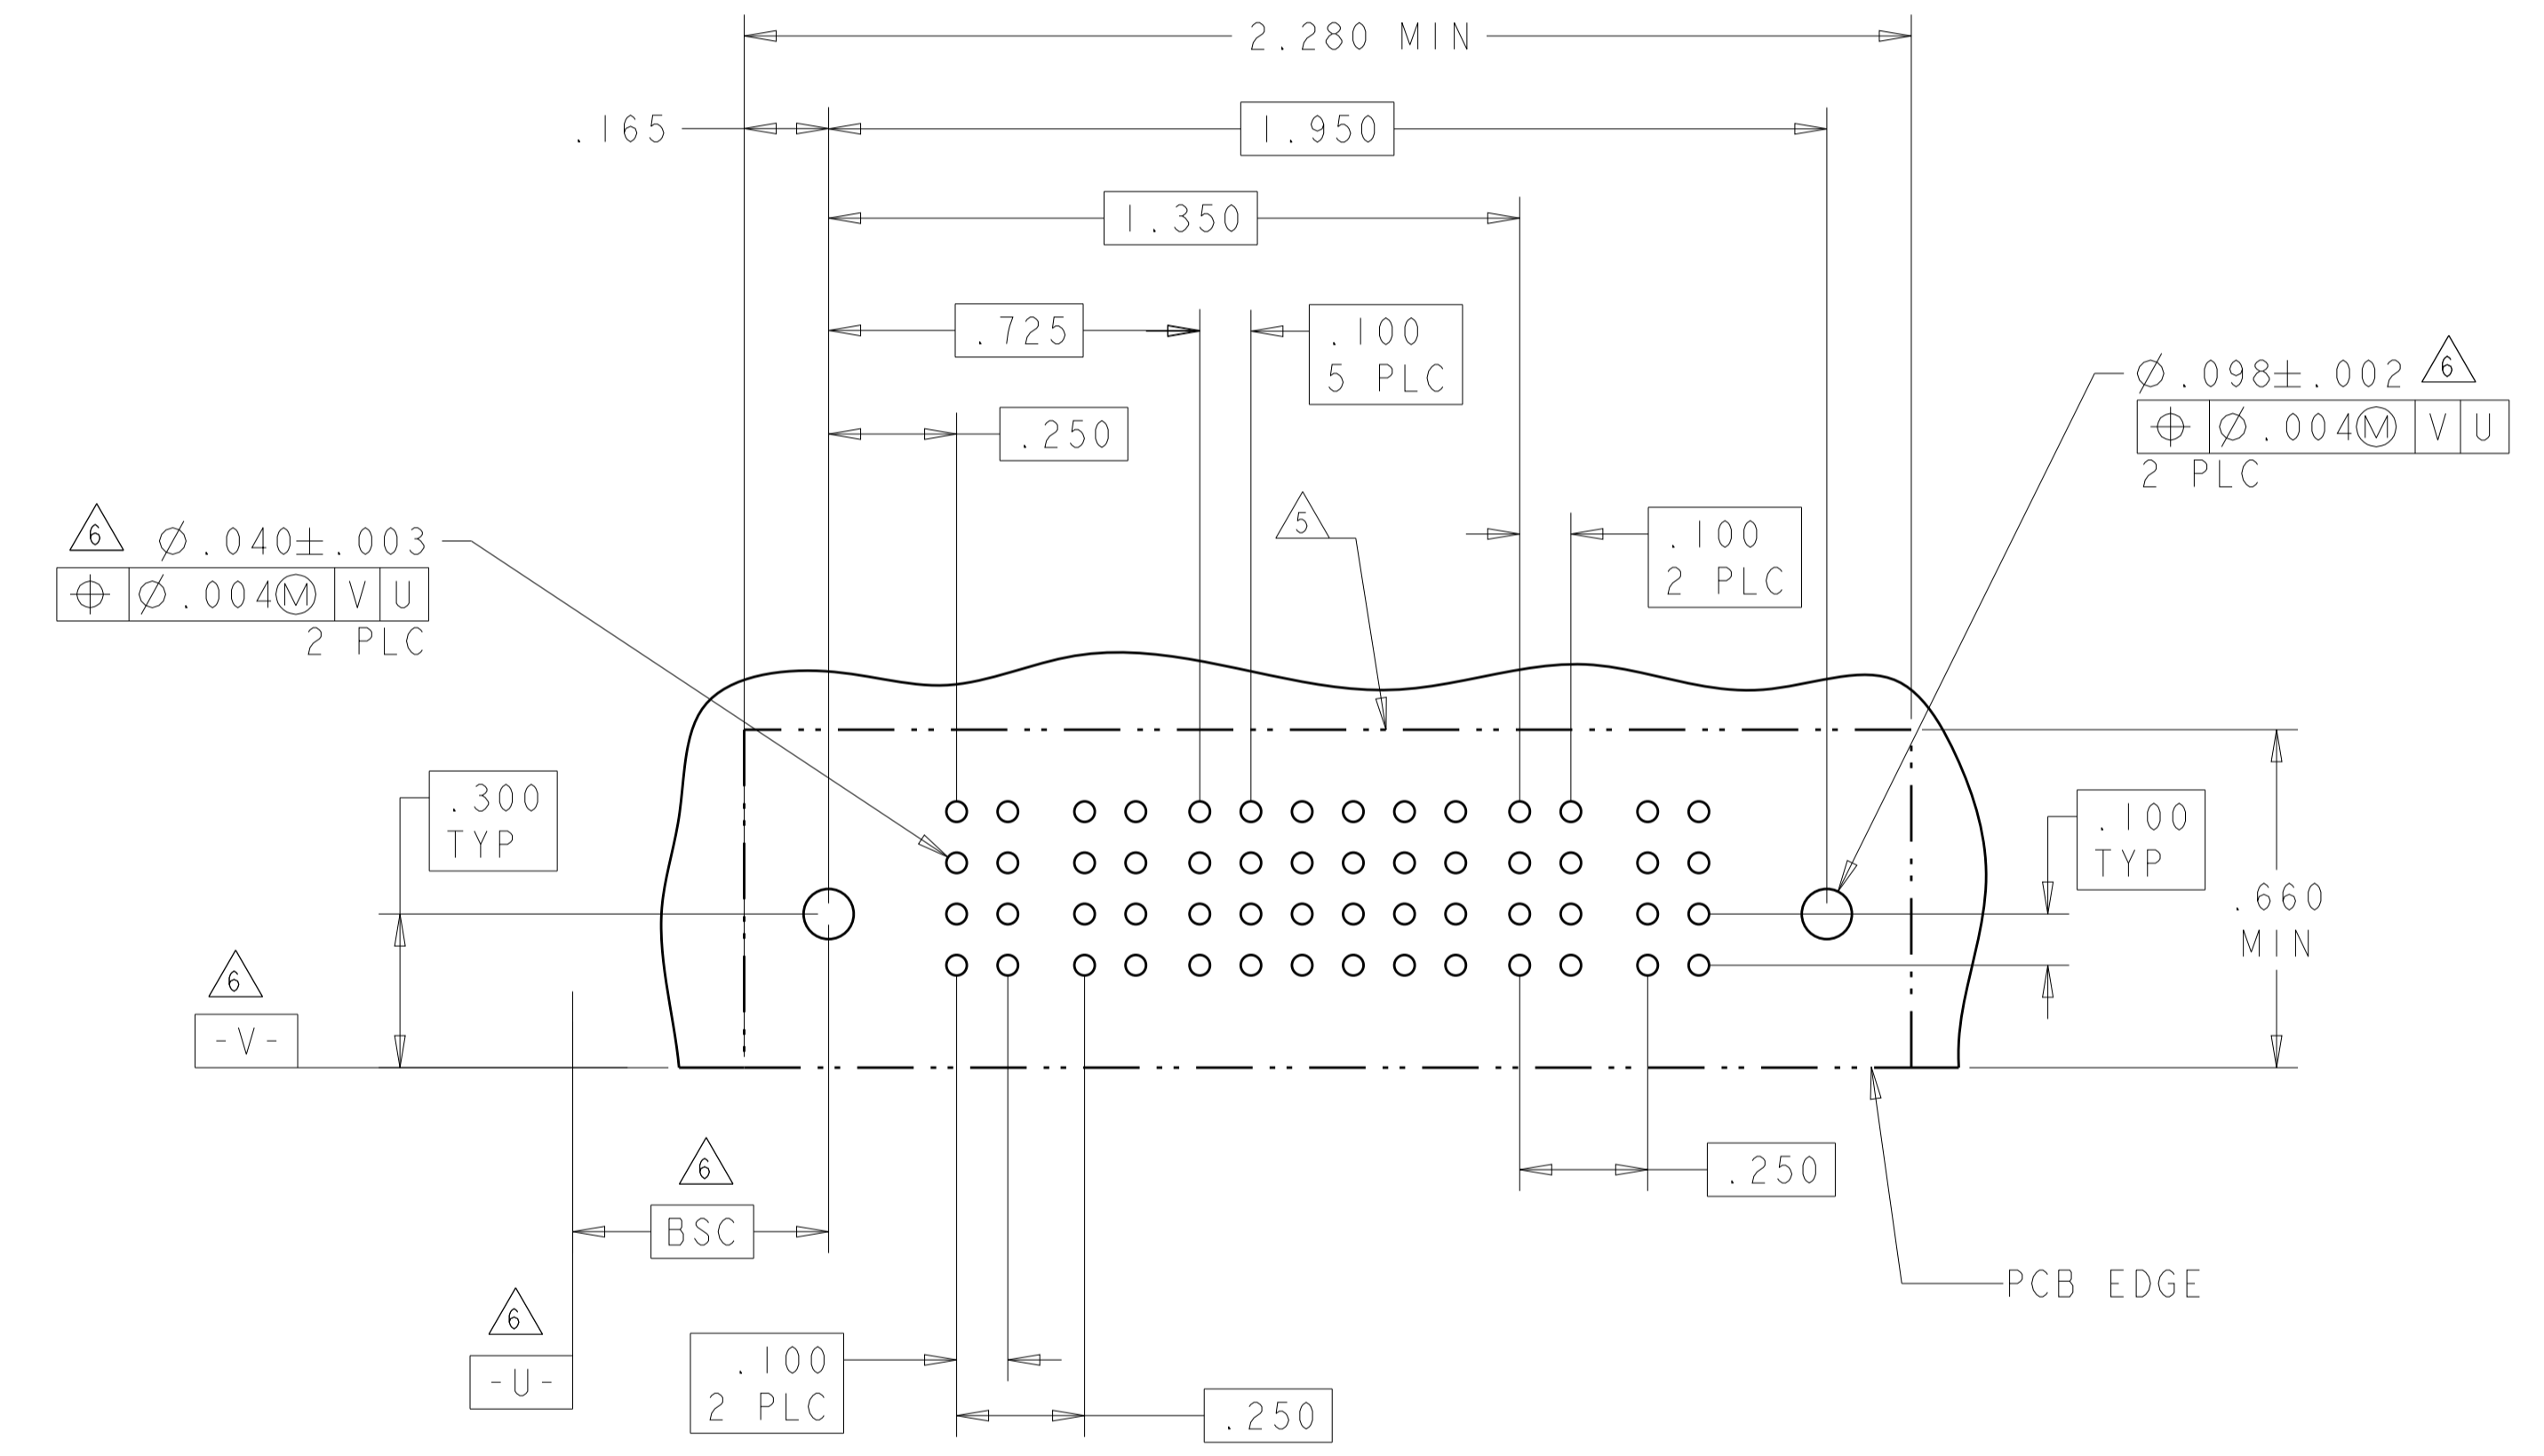 2.280 MIN
.165
1.950
1.350
.725
.100
5 PLC
.250
Ø.098±.002 6
⌖ Ø.004Ⓜ V U
2 PLC
5
.100
2 PLC
6 Ø.040±.003
⌖ Ø.004Ⓜ V U
2 PLC
.300
TYP
.100
TYP
.660
MIN
6
-V-
6
BSC
.250
6
-U-
PCB EDGE
.100
2 PLC
.250